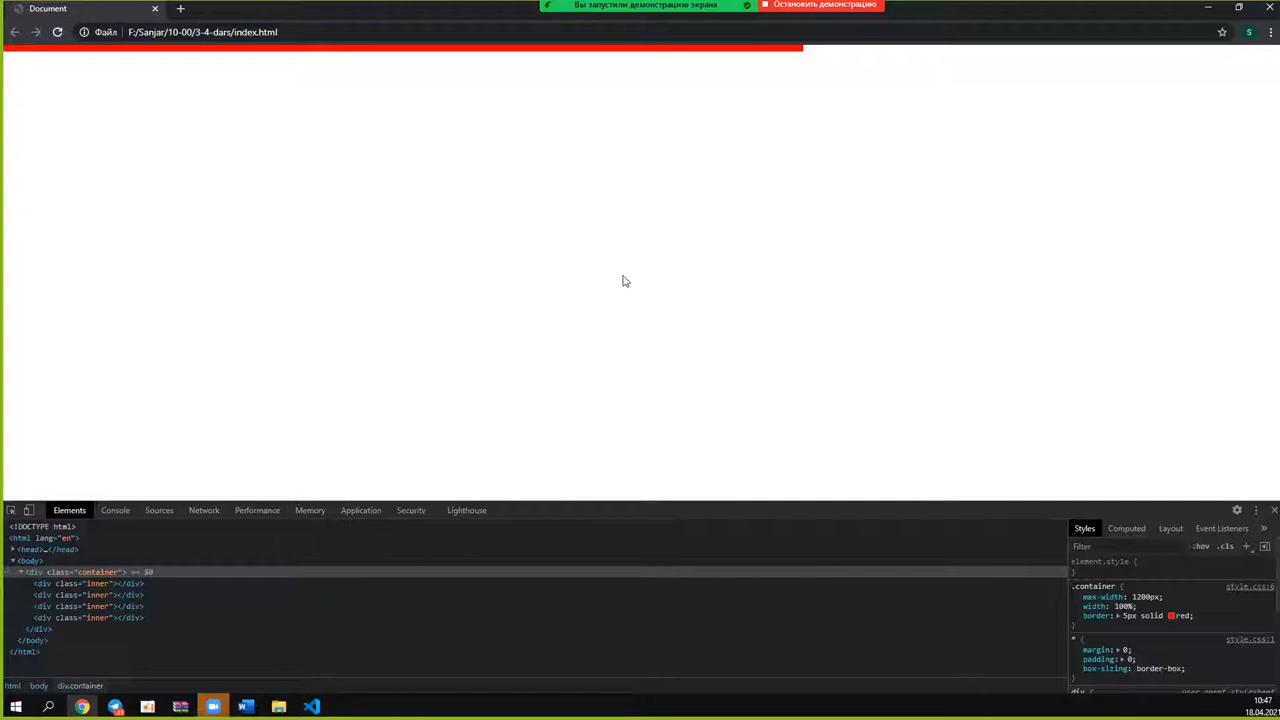 Document
Вы запустили демонстрацию экрана
Остановить демонстрацию
Файл
F:/Sanjar/10-00/3-4-dars/index.html
S
Elements
Console
Sources
Network
Performance
Memory
Application
Security
Lighthouse
<!DOCTYPE html>
<html lang="en">
<head>…</head>
<body>
<div class="container"> == $0
<div class="inner"></div>
<div class="inner"></div>
<div class="inner"></div>
<div class="inner"></div>
</div>
</body>
</html>
html body div.container
Styles Computed Layout Event Listeners
Filter :hov .cls
element.style {
}
.container { style.css:6
max-width: 1200px;
width: 100%;
border: 5px solid red;
}
* { style.css:1
margin: 0;
padding: 0;
box-sizing: border-box;
}
10:47